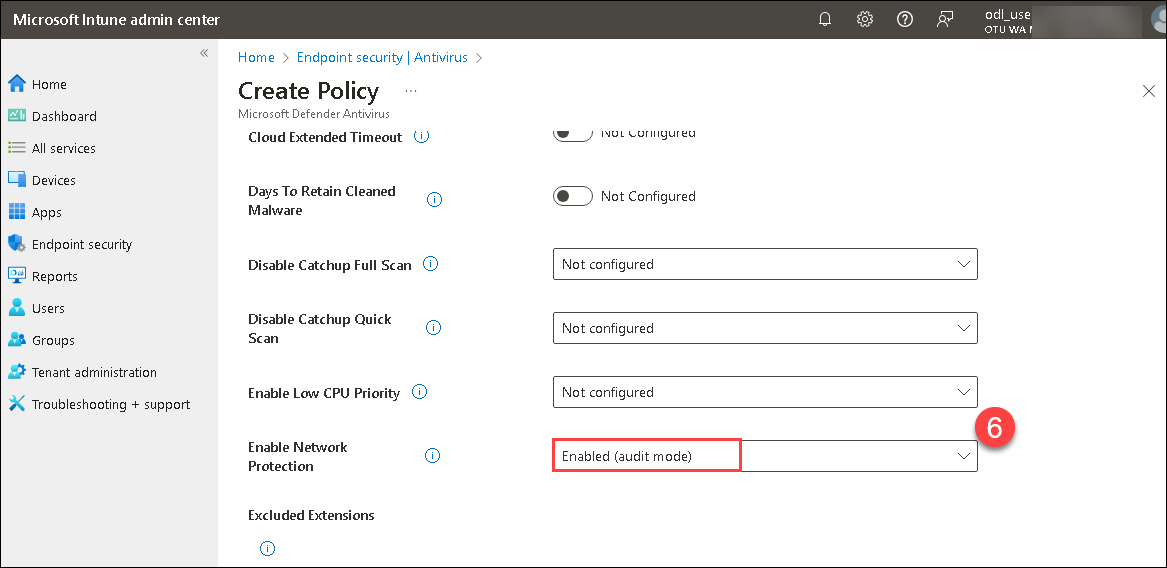 Microsoft Intune admin center
odl_use
OTU WA
«
Home > Endpoint security | Antivirus >
Create Policy ...
Microsoft Defender Antivirus
Home
Dashboard
All services
Devices
Apps
Endpoint security
Reports
Users
Groups
Tenant administration
Troubleshooting + support
Cloud Extended Timeout
Not Configured
Days To Retain Cleaned
Malware
Not Configured
Disable Catchup Full Scan
Not configured
Disable Catchup Quick
Scan
Not configured
Enable Low CPU Priority
Not configured
6
Enable Network
Protection
Enabled (audit mode)
Excluded Extensions